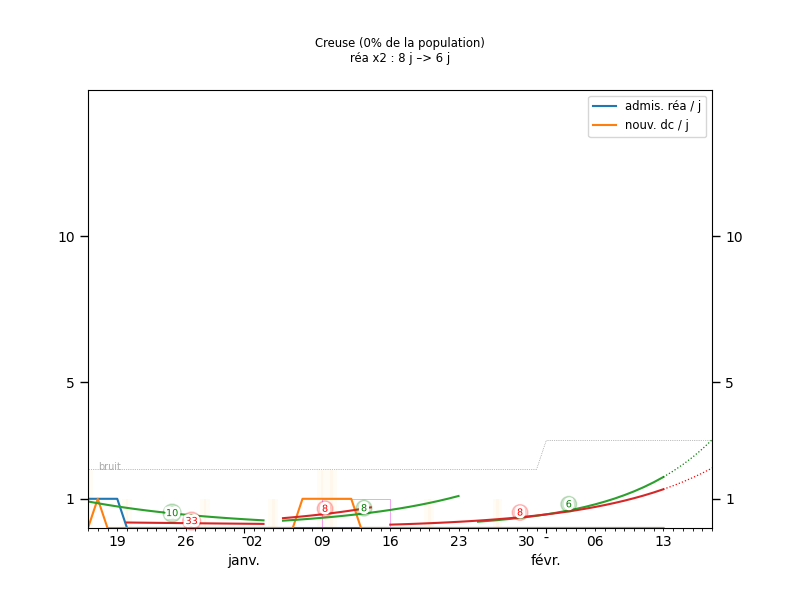 Creuse (0% de la population)
réa x2 : 8 j –> 6 j
admis. réa / j
nouv. dc / j
10 10
5 5
bruit
1 1
10 33 8 8 8 6
19 26 02 09 16 23 30 06 13
janv. févr.